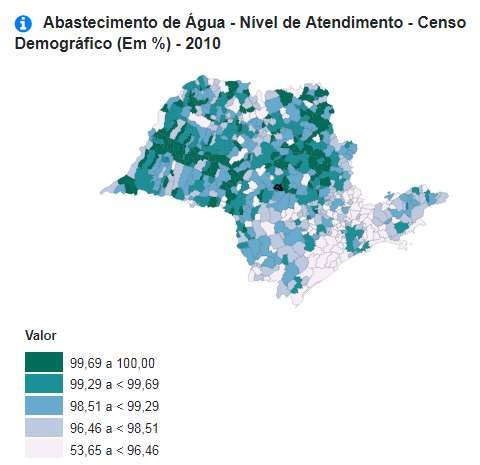 Abastecimento de Água - Nível de Atendimento - Censo
Demográfico (Em %) - 2010
Valor
99,69 a 100,00
99,29 a < 99,69
98,51 a < 99,29
96,46 a < 98,51
53,65 a < 96,46